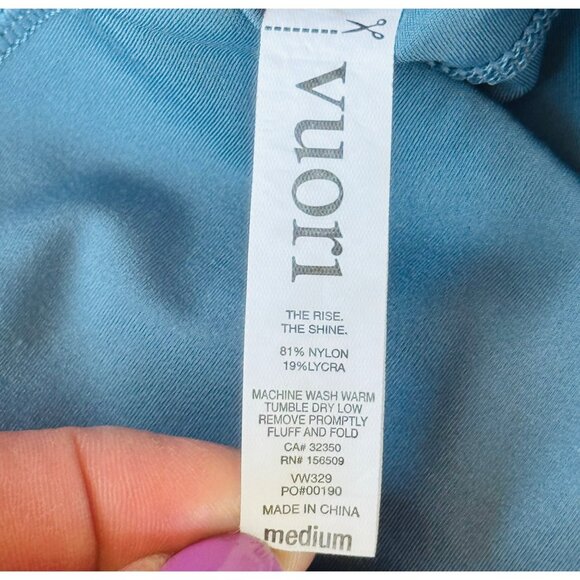 vuori
THE RISE.
THE SHINE.
81% NYLON
19%LYCRA
MACHINE WASH WARM
TUMBLE DRY LOW
REMOVE PROMPTLY
FLUFF AND FOLD
CA# 32350
RN# 156509
VW329
PO#00190
MADE IN CHINA
medium